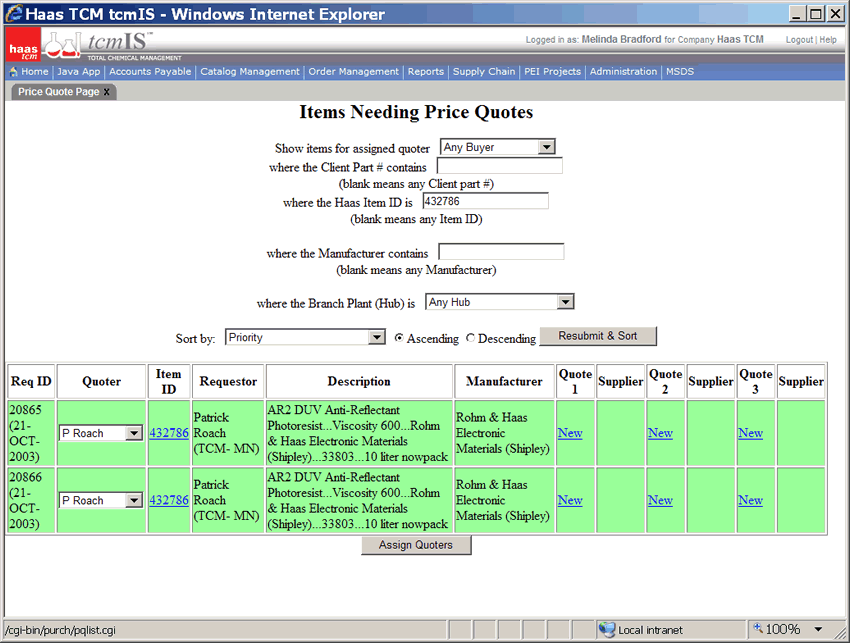 Haas TCM tcmIS - Windows Internet Explorer
haas tcm
tcmIS™
TOTAL CHEMICAL MANAGEMENT
Logged in as: Melinda Bradford for Company Haas TCM Logout | Help
Home Java App Accounts Payable Catalog Management Order Management Reports Supply Chain PEI Projects Administration MSDS
Price Quote Page x
Items Needing Price Quotes
Show items for assigned quoter Any Buyer
where the Client Part # contains
(blank means any Client part #)
where the Haas Item ID is 432786
(blank means any Item ID)
where the Manufacturer contains
(blank means any Manufacturer)
where the Branch Plant (Hub) is Any Hub
Sort by: Priority Ascending Descending Resubmit & Sort
Req ID Quoter Item ID Requestor Description Manufacturer Quote 1 Supplier Quote 2 Supplier Quote 3 Supplier
20865 (21-OCT-2003) P Roach 432786 Patrick Roach (TCM- MN) AR2 DUV Anti-Reflectant Photoresist...Viscosity 600...Rohm & Haas Electronic Materials (Shipley)...33803...10 liter nowpack Rohm & Haas Electronic Materials (Shipley) New New New
20866 (21-OCT-2003) P Roach 432786 Patrick Roach (TCM- MN) AR2 DUV Anti-Reflectant Photoresist...Viscosity 600...Rohm & Haas Electronic Materials (Shipley)...33803...10 liter nowpack Rohm & Haas Electronic Materials (Shipley) New New New
Assign Quoters
/cgi-bin/purch/pqlist.cgi Local intranet 100%